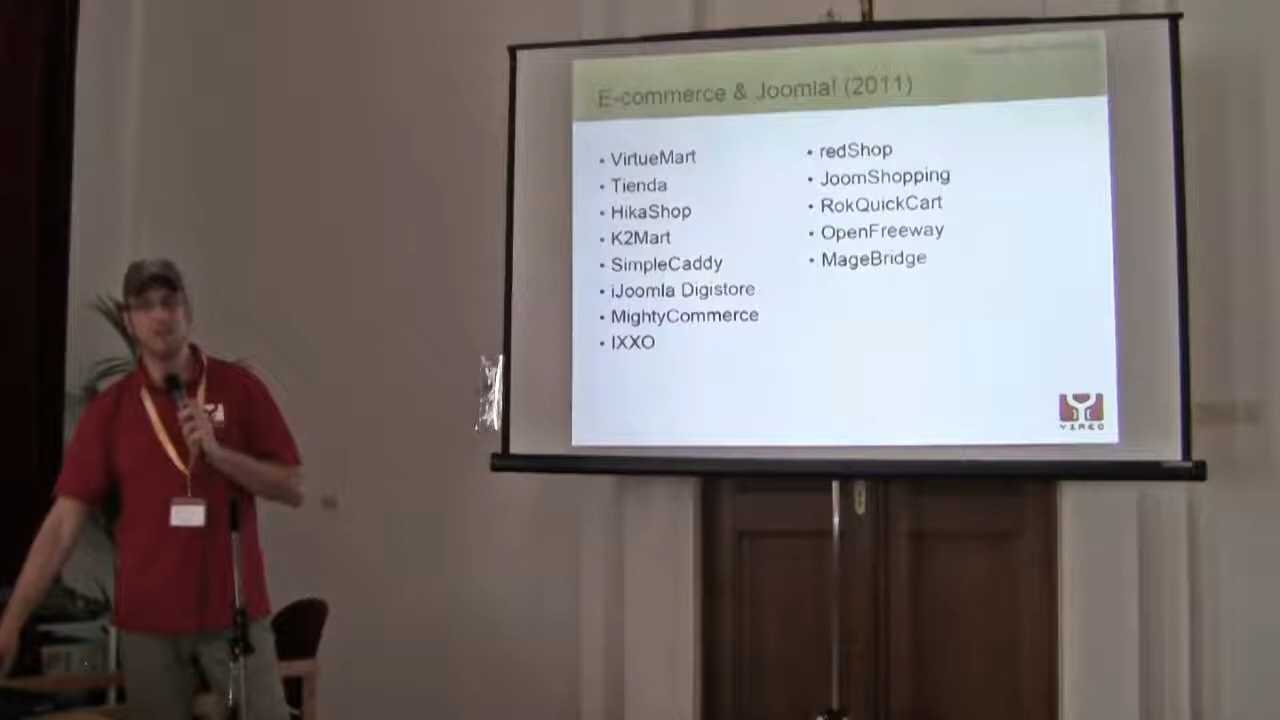 E-commerce & Joomla! (2011)
• VirtueMart
• Tienda
• HikaShop
• K2Mart
• SimpleCaddy
• iJoomla Digistore
• MightyCommerce
• IXXO
• redShop
• JoomShopping
• RokQuickCart
• OpenFreeway
• MageBridge
YIREO